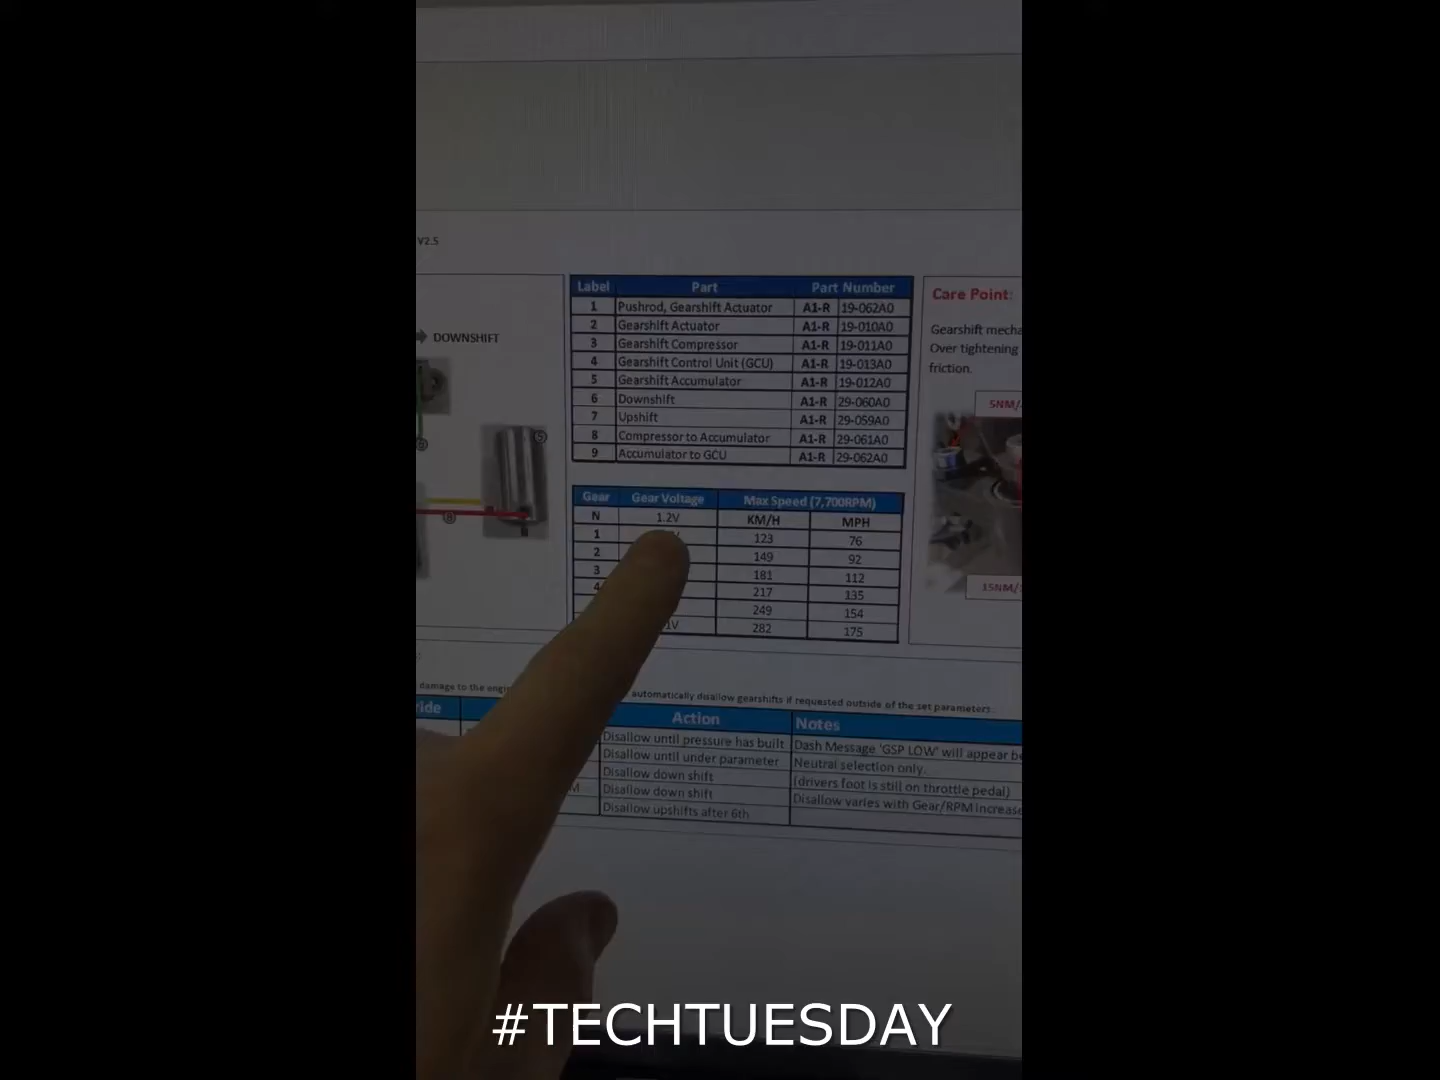 V2.5
DOWNSHIFT
5
6
8
Label Part Part Number
1 Pushrod, Gearshift Actuator A1-R 19-062A0
2 Gearshift Actuator A1-R 19-010A0
3 Gearshift Compressor A1-R 19-011A0
4 Gearshift Control Unit (GCU) A1-R 19-013A0
5 Gearshift Accumulator A1-R 19-012A0
6 Downshift A1-R 29-060A0
7 Upshift A1-R 29-059A0
8 Compressor to Accumulator A1-R 29-061A0
9 Accumulator to GCU A1-R 29-062A0
Gear Gear Voltage Max Speed (7,700RPM)
N 1.2V KM/H MPH
1 123 76
2 149 92
3 181 112
4 217 135
249 154
1V 282 175
Care Point:
Gearshift mecha
Over tightening
friction.
5NM/
15NM/
damage to the engi automatically disallow gearshifts if requested outside of the set parameters.
ride Action Notes
Disallow until pressure has built Dash Message 'GSP LOW' will appear be
Disallow until under parameter Neutral selection only.
Disallow down shift (drivers foot is still on throttle pedal)
M Disallow down shift Disallow varies with Gear/RPM increase
Disallow upshifts after 6th
#TECHTUESDAY